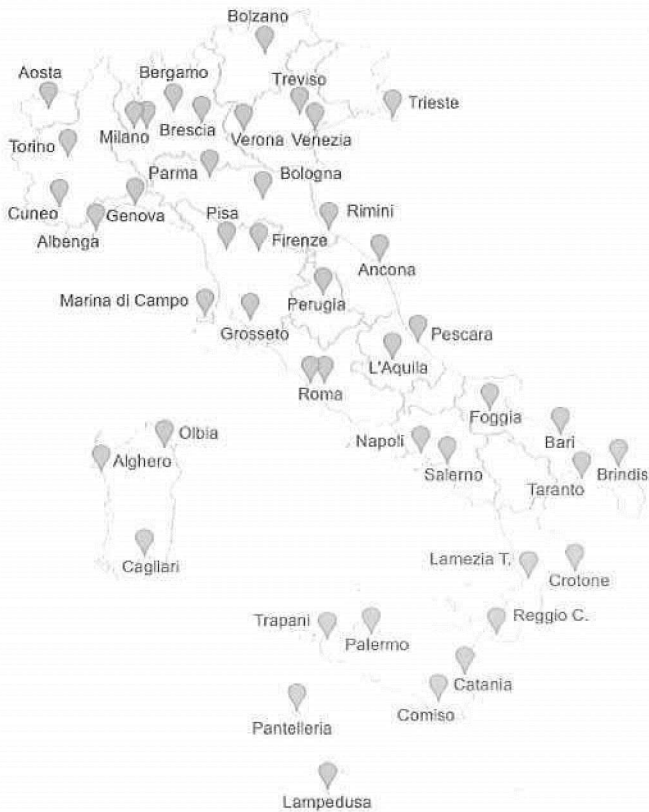 Bolzano
Aosta
Bergamo
Treviso
Trieste
Milano
Brescia
Verona
Venezia
Torino
Parma
Bologna
Cuneo
Genova
Pisa
Rimini
Albenga
Firenze
Ancona
Marina di Campo
Perugia
Grosseto
Pescara
L'Aquila
Roma
Foggia
Olbia
Napoli
Bari
Alghero
Salerno
Brindis
Taranto
Cagliari
Lamezia T.
Crotone
Trapani
Palermo
Reggio C.
Catania
Comiso
Pantelleria
Lampedusa